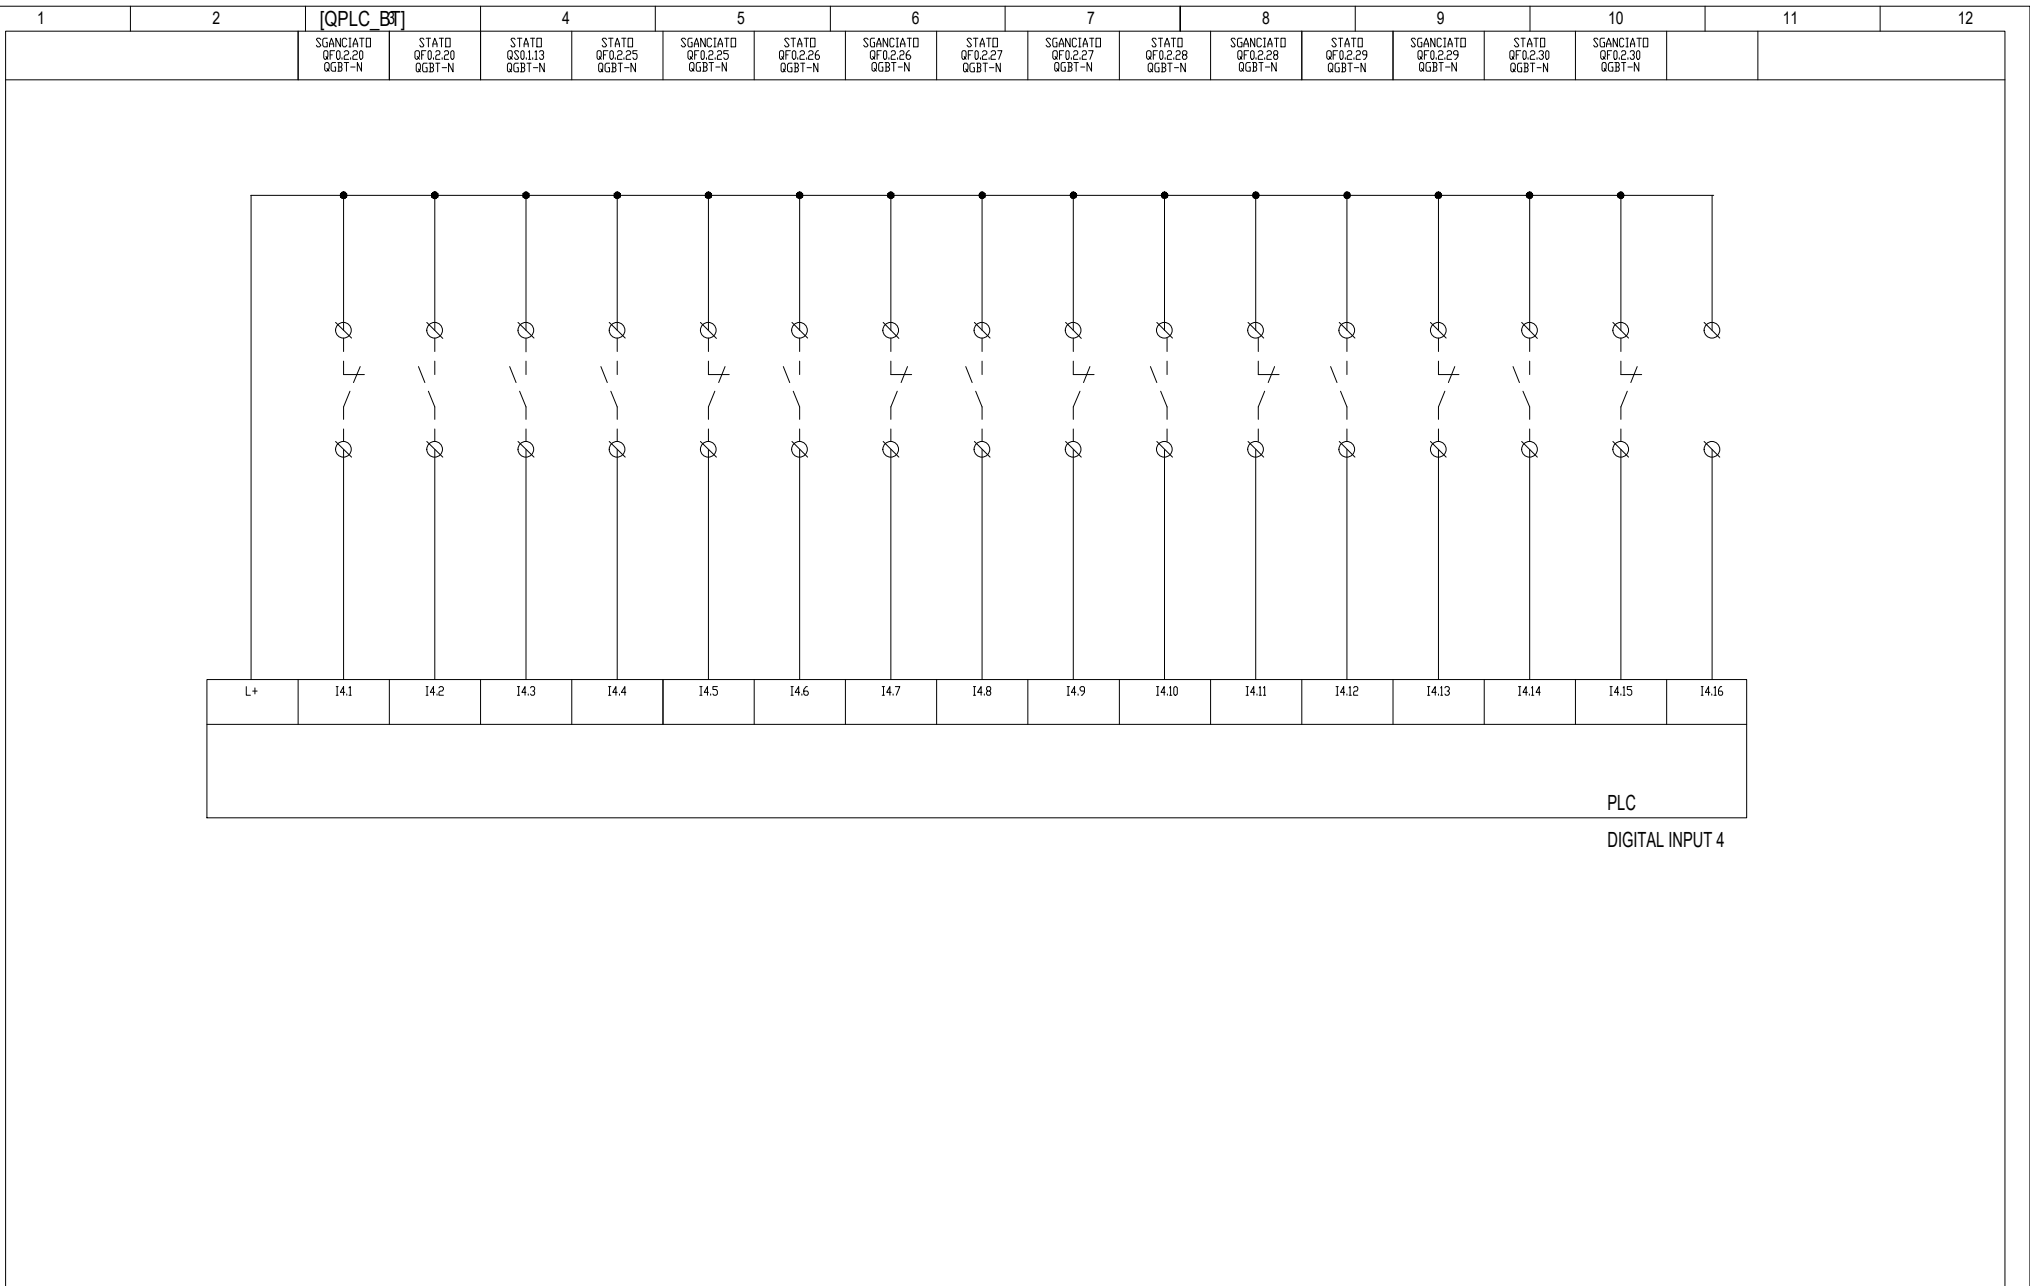 1 2 [QPLC_BT] 3 4 5 6 7 8 9 10 11 12
SGANCIATO STATO STATO STATO SGANCIATO STATO SGANCIATO STATO SGANCIATO STATO SGANCIATO STATO SGANCIATO STATO SGANCIATO
QF0.2.20 QF0.2.20 QS0.1.13 QF0.2.25 QF0.2.25 QF0.2.26 QF0.2.26 QF0.2.27 QF0.2.27 QF0.2.28 QF0.2.28 QF0.2.29 QF0.2.29 QF0.2.30 QF0.2.30
QGBT-N QGBT-N QGBT-N QGBT-N QGBT-N QGBT-N QGBT-N QGBT-N QGBT-N QGBT-N QGBT-N QGBT-N QGBT-N QGBT-N QGBT-N
L+ I4.1 I4.2 I4.3 I4.4 I4.5 I4.6 I4.7 I4.8 I4.9 I4.10 I4.11 I4.12 I4.13 I4.14 I4.15 I4.16
PLC
DIGITAL INPUT 4